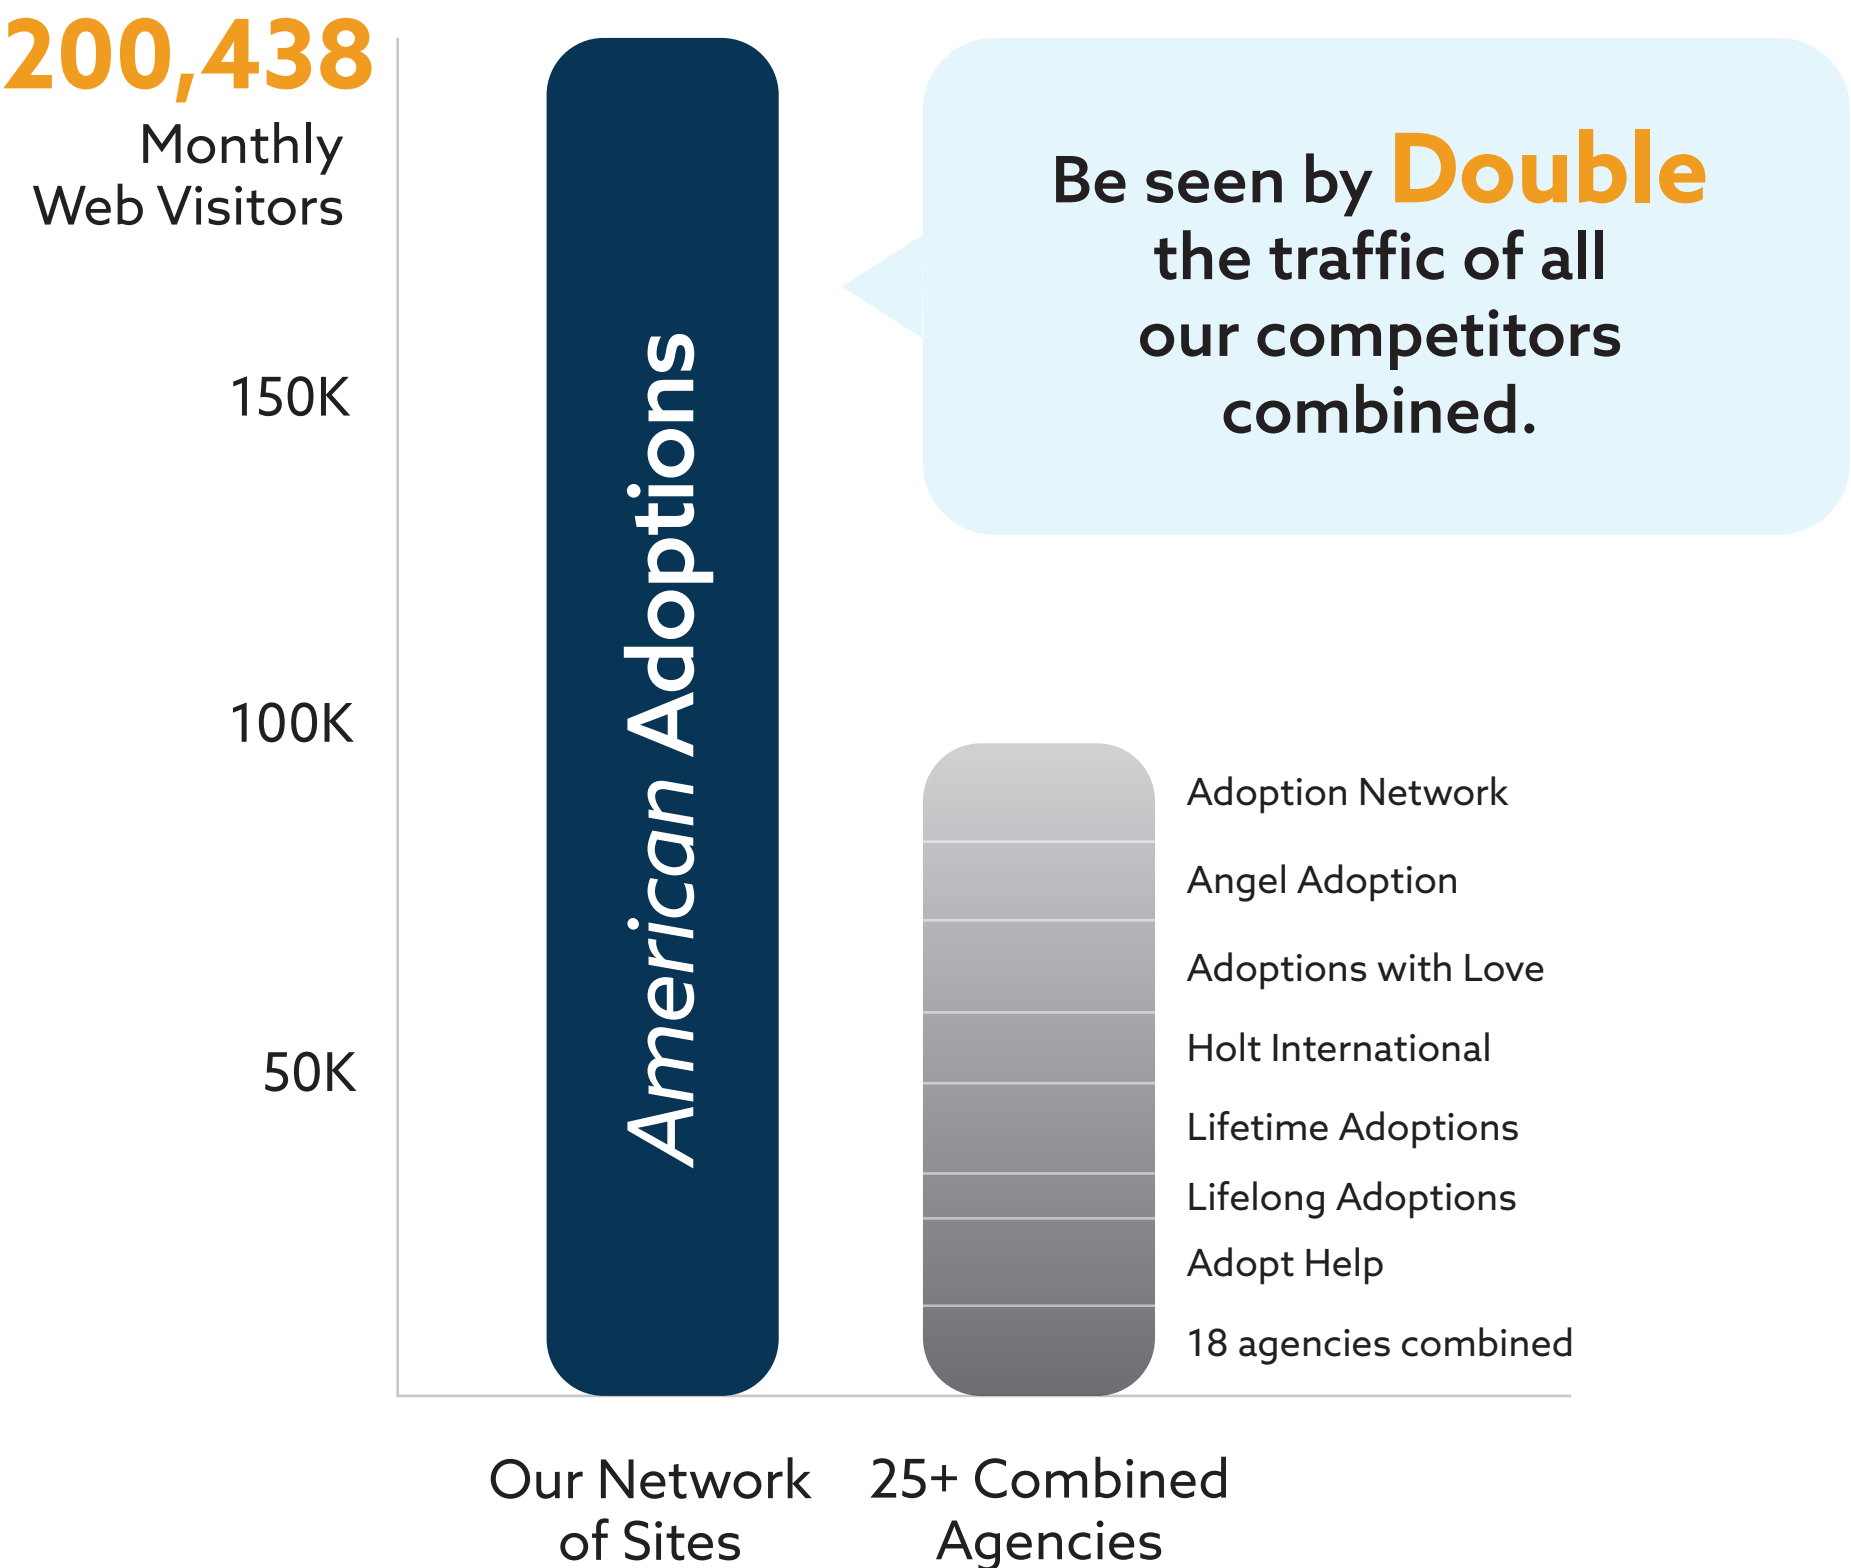 200,438
Monthly
Web Visitors
150K
100K
50K
American Adoptions
Be seen by Double
the traffic of all
our competitors
combined.
Adoption Network
Angel Adoption
Adoptions with Love
Holt International
Lifetime Adoptions
Lifelong Adoptions
Adopt Help
18 agencies combined
Our Network
of Sites
25+ Combined
Agencies